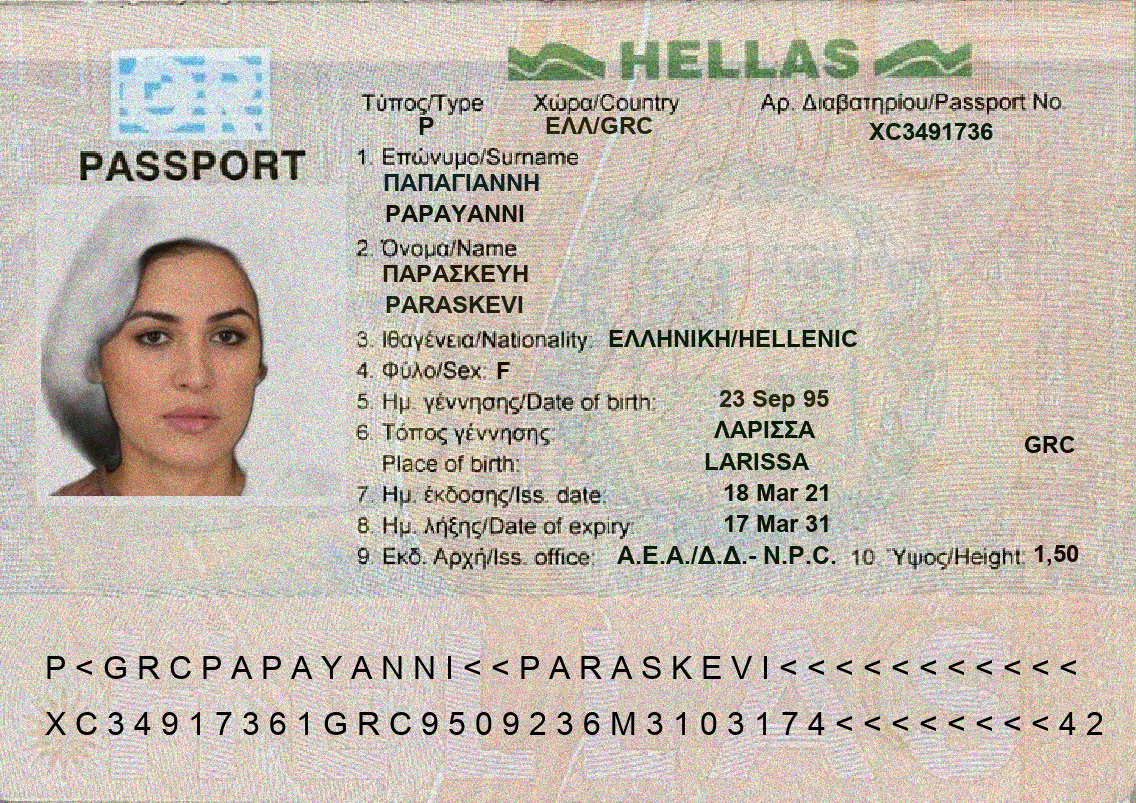 HELLAS
GR
PASSPORT
Τύπος/Type Χώρα/Country Αρ. Διαβατηρίου/Passport No.
P ΕΛΛ/GRC XC3491736
1. Επώνυμο/Surname
ΠΑΠΑΓΙΑΝΝΗ
PAPAYANNI
2. Όνομα/Name
ΠΑΡΑΣΚΕΥΗ
PARASKEVI
3. Ιθαγένεια/Nationality: ΕΛΛΗΝΙΚΗ/HELLENIC
4. Φύλο/Sex: F
5. Ημ. γέννησης/Date of birth: 23 Sep 95
6. Τόπος γέννησης ΛΑΡΙΣΣΑ
Place of birth: LARISSA GRC
7. Ημ. έκδοσης/Iss. date: 18 Mar 21
8. Ημ. λήξης/Date of expiry: 17 Mar 31
9 Εκδ. Αρχή/Iss. office: Α.Ε.Α./Δ.Δ.- N.P.C. 10 Ύψος/Height: 1,50
P<GRCPAPAYANNI<<PARASKEVI<<<<<<<<<<<
XC34917361GRC9509236M3103174<<<<<<<<42
HELLAS